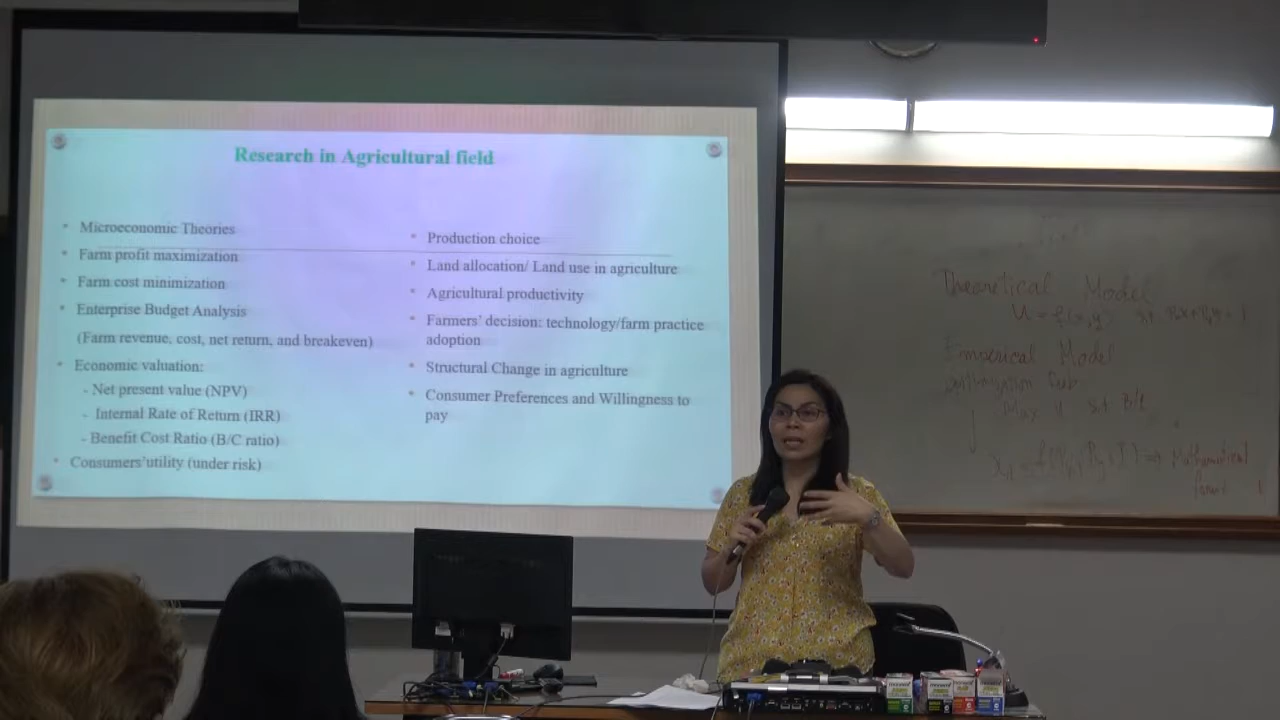 Research in Agricultural field
Microeconomic Theories
Farm profit maximization
Farm cost minimization
Enterprise Budget Analysis
(Farm revenue, cost, net return, and breakeven)
Economic valuation:
- Net present value (NPV)
- Internal Rate of Return (IRR)
- Benefit Cost Ratio (B/C ratio)
Consumers'utility (under risk)
Production choice
Land allocation/ Land use in agriculture
Agricultural productivity
Farmers' decision: technology/farm practice
adoption
Structural Change in agriculture
Consumer Preferences and Willingness to
pay
Theoretical Model
U = f(x,y) s.t.
Emperical Model
Max U s.t
Mathematical